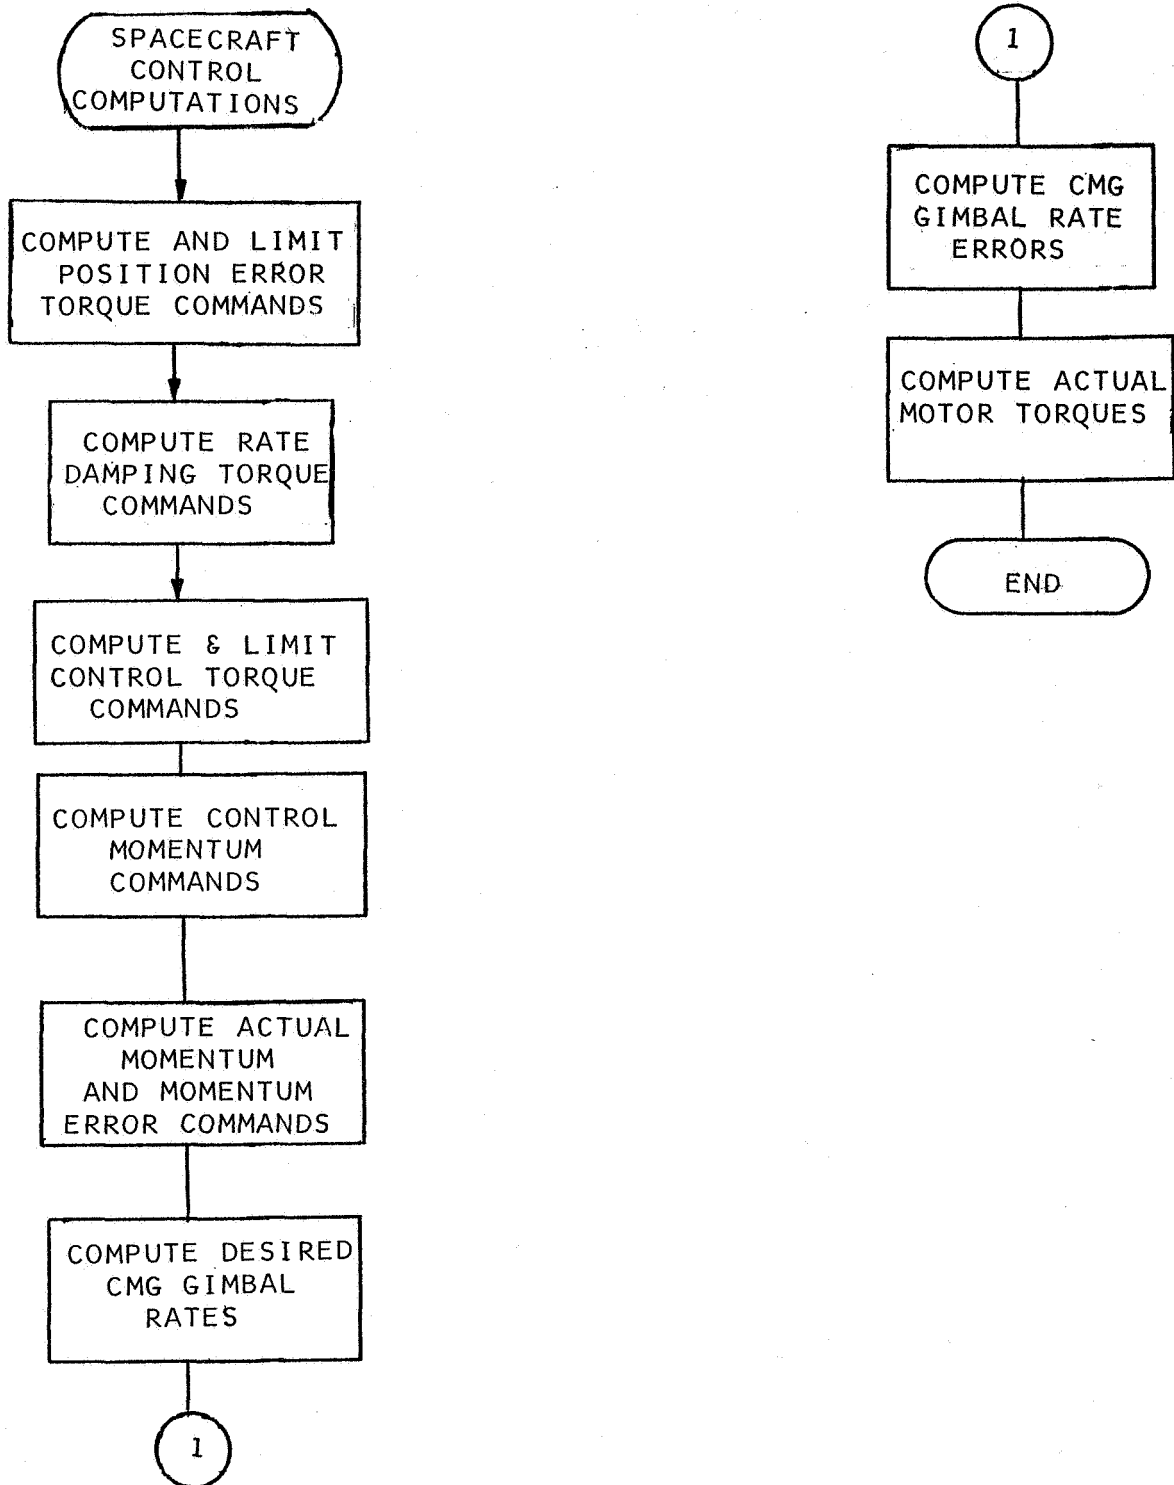 SPACECRAFT
CONTROL
COMPUTATIONS
COMPUTE AND LIMIT
POSITION ERROR
TORQUE COMMANDS
COMPUTE RATE
DAMPING TORQUE
COMMANDS
COMPUTE & LIMIT
CONTROL TORQUE
COMMANDS
COMPUTE CONTROL
MOMENTUM
COMMANDS
COMPUTE ACTUAL
MOMENTUM
AND MOMENTUM
ERROR COMMANDS
COMPUTE DESIRED
CMG GIMBAL
RATES
1
1
COMPUTE CMG
GIMBAL RATE
ERRORS
COMPUTE ACTUAL
MOTOR TORQUES
END